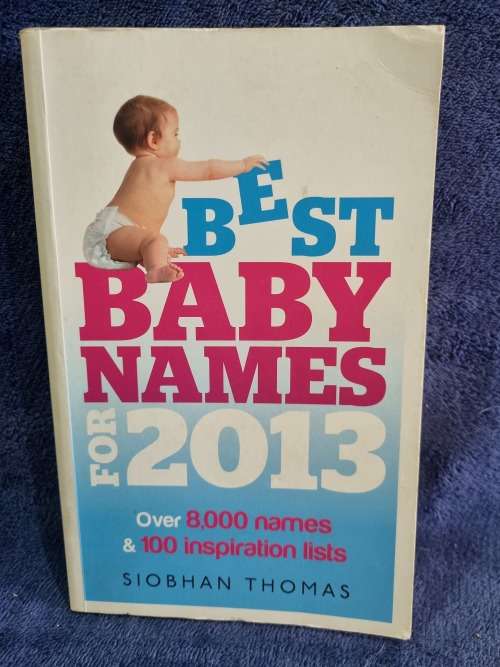 BEST
BABY
NAMES
FOR 2013
Over 8,000 names
& 100 inspiration lists
SIOBHAN THOMAS